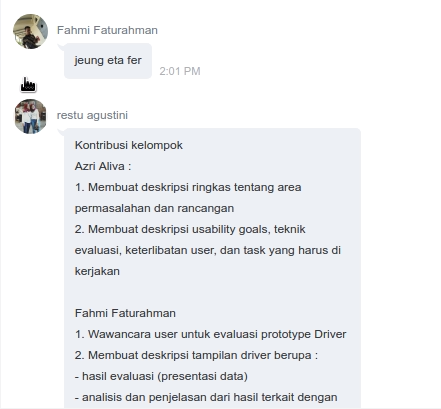 Fahmi Faturahman
jeung eta fer
2:01 PM
restu agustini
Kontribusi kelompok
Azri Aliva :
1. Membuat deskripsi ringkas tentang area
permasalahan dan rancangan
2. Membuat deskripsi usability goals, teknik
evaluasi, keterlibatan user, dan task yang harus di
kerjakan
Fahmi Faturahman
1. Wawancara user untuk evaluasi prototype Driver
2. Membuat deskripsi tampilan driver berupa :
- hasil evaluasi (presentasi data)
- analisis dan penjelasan dari hasil terkait dengan